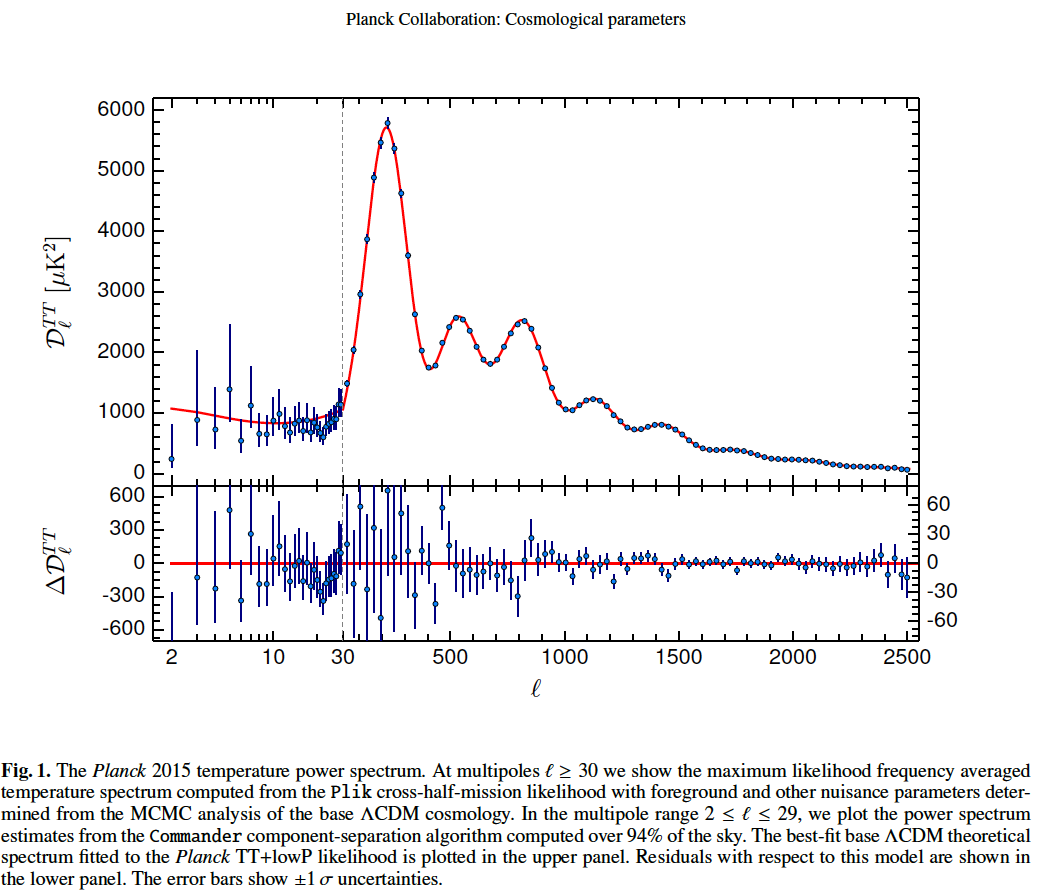 Planck Collaboration: Cosmological parameters
6000
5000
4000
3000
2000
1000
0
𝒟ℓᵀᵀ [μK²]
600
300
0
-300
-600
Δ𝒟ℓᵀᵀ
60
30
0
-30
-60
2 10 30 500 1000 1500 2000 2500
ℓ
Fig. 1. The Planck 2015 temperature power spectrum. At multipoles ℓ ≥ 30 we show the maximum likelihood frequency averaged
temperature spectrum computed from the Plik cross-half-mission likelihood with foreground and other nuisance parameters deter-
mined from the MCMC analysis of the base ΛCDM cosmology. In the multipole range 2 ≤ ℓ ≤ 29, we plot the power spectrum
estimates from the Commander component-separation algorithm computed over 94% of the sky. The best-fit base ΛCDM theoretical
spectrum fitted to the Planck TT+lowP likelihood is plotted in the upper panel. Residuals with respect to this model are shown in
the lower panel. The error bars show ±1 σ uncertainties.